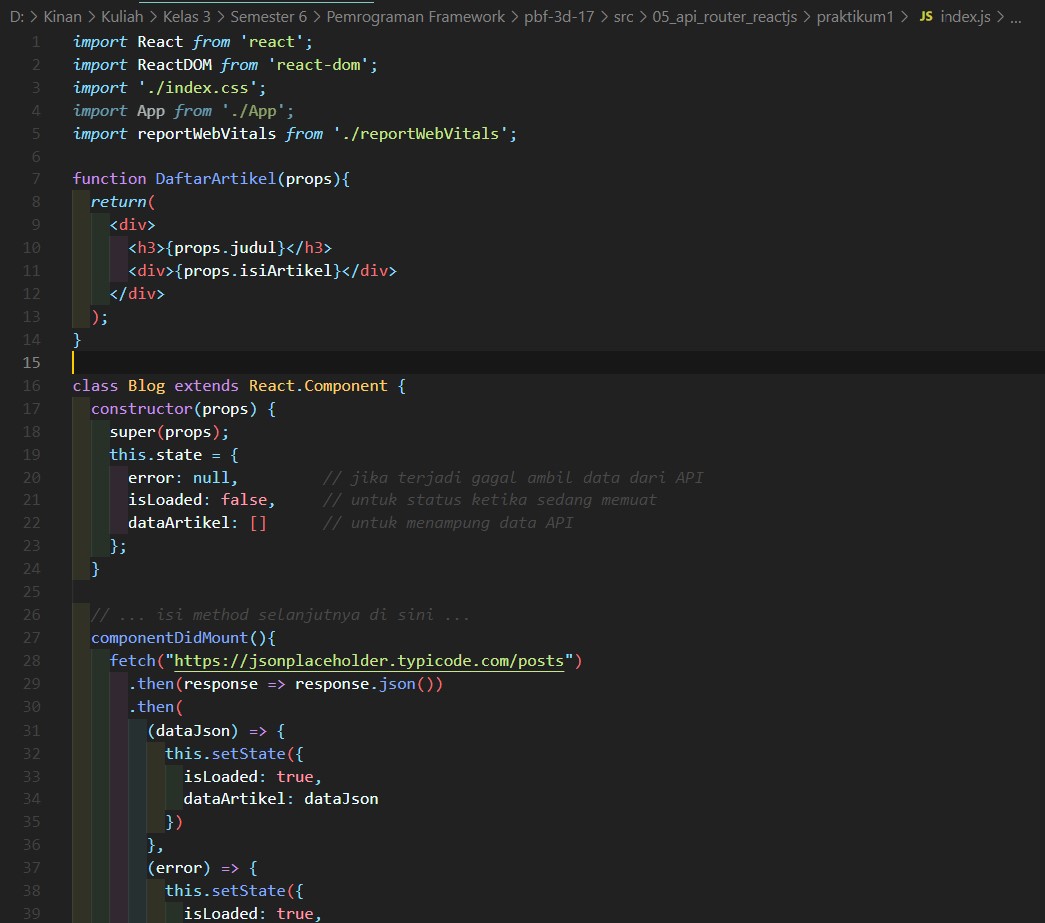 D: > Kinan > Kuliah > Kelas 3 > Semester 6 > Pemrograman Framework > pbf-3d-17 > src > 05_api_router_reactjs > praktikum1 > JS index.js > ...
1 import React from 'react';
2 import ReactDOM from 'react-dom';
3 import './index.css';
4 import App from './App';
5 import reportWebVitals from './reportWebVitals';
6
7 function DaftarArtikel(props){
8   return(
9     <div>
10       <h3>{props.judul}</h3>
11       <div>{props.isiArtikel}</div>
12     </div>
13   );
14 }
15
16 class Blog extends React.Component {
17   constructor(props) {
18     super(props);
19     this.state = {
20       error: null,         // jika terjadi gagal ambil data dari API
21       isLoaded: false,     // untuk status ketika sedang memuat
22       dataArtikel: []      // untuk menampung data API
23     };
24   }
25
26   // ... isi method selanjutnya di sini ...
27   componentDidMount(){
28     fetch("https://jsonplaceholder.typicode.com/posts")
29       .then(response => response.json())
30       .then(
31         (dataJson) => {
32           this.setState({
33             isLoaded: true,
34             dataArtikel: dataJson
35           })
36         },
37         (error) => {
38           this.setState({
39             isLoaded: true,